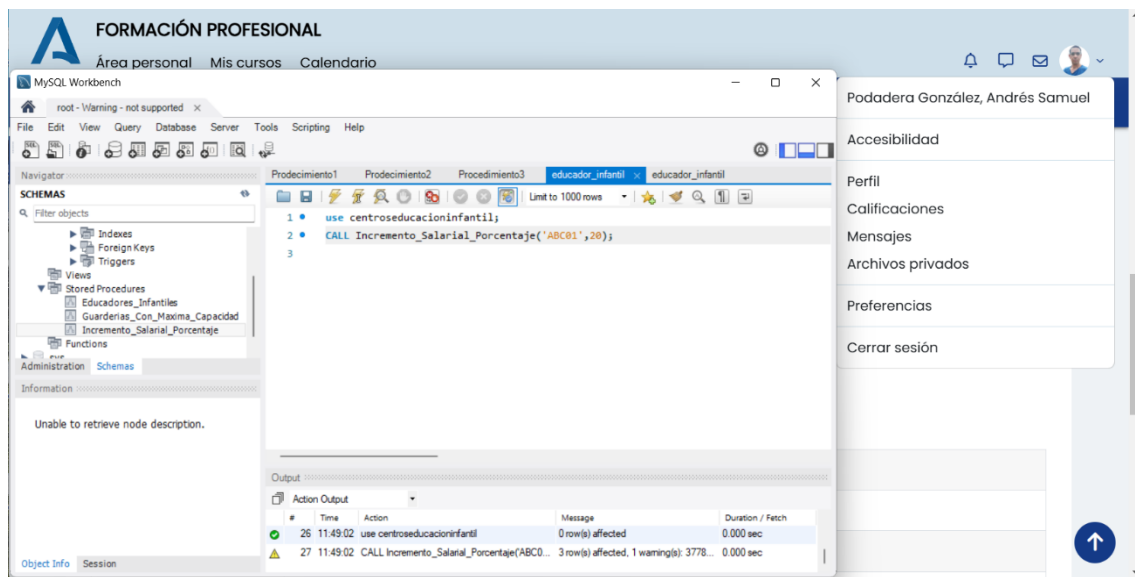 FORMACIÓN PROFESIONAL
Área personal Mis cursos Calendario
MySQL Workbench
root - Warning - not supported
File Edit View Query Database Server Tools Scripting Help
Navigator
SCHEMAS
Filter objects
Indexes
Foreign Keys
Triggers
Views
Stored Procedures
Educadores_Infantiles
Guarderias_Con_Maxima_Capacidad
Incremento_Salarial_Porcentaje
Functions
sys
Administration Schemas
Information
Unable to retrieve node description.
Object Info Session
Prodecimiento1 Prodecimiento2 Procedimiento3 educador_infantil educador_infantil
Limit to 1000 rows
1 use centroseducacioninfantil;
2 CALL Incremento_Salarial_Porcentaje('ABC01',20);
3
Output
Action Output
# Time Action Message Duration / Fetch
26 11:49:02 use centroseducacioninfantil 0 row(s) affected 0.000 sec
27 11:49:02 CALL Incremento_Salarial_Porcentaje('ABC0... 3 row(s) affected, 1 warning(s): 3778... 0.000 sec
Podadera González, Andrés Samuel
Accesibilidad
Perfil
Calificaciones
Mensajes
Archivos privados
Preferencias
Cerrar sesión